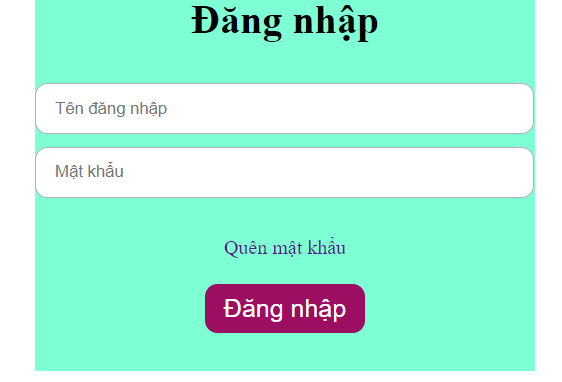 Đăng nhập
Tên đăng nhập
Mật khẩu
Quên mật khẩu
Đăng nhập